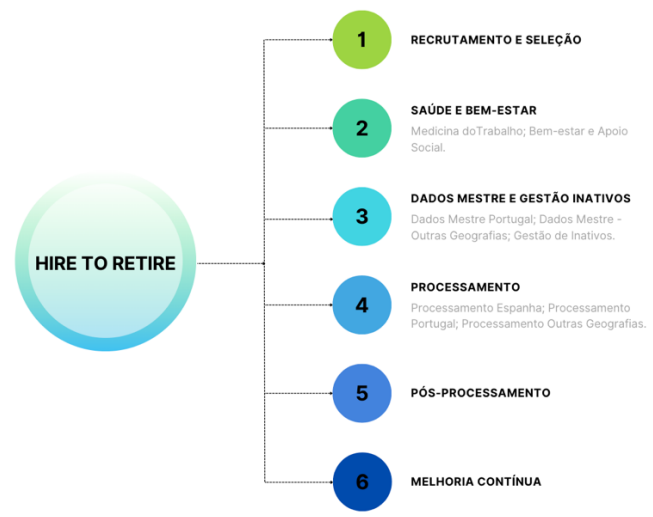 HIRE TO RETIRE
1
RECRUTAMENTO E SELEÇÃO
2
SAÚDE E BEM-ESTAR
Medicina doTrabalho; Bem-estar e Apoio
Social.
3
DADOS MESTRE E GESTÃO INATIVOS
Dados Mestre Portugal; Dados Mestre -
Outras Geografias; Gestão de Inativos.
4
PROCESSAMENTO
Processamento Espanha; Processamento
Portugal; Processamento Outras Geografias.
5
PÓS-PROCESSAMENTO
6
MELHORIA CONTÍNUA